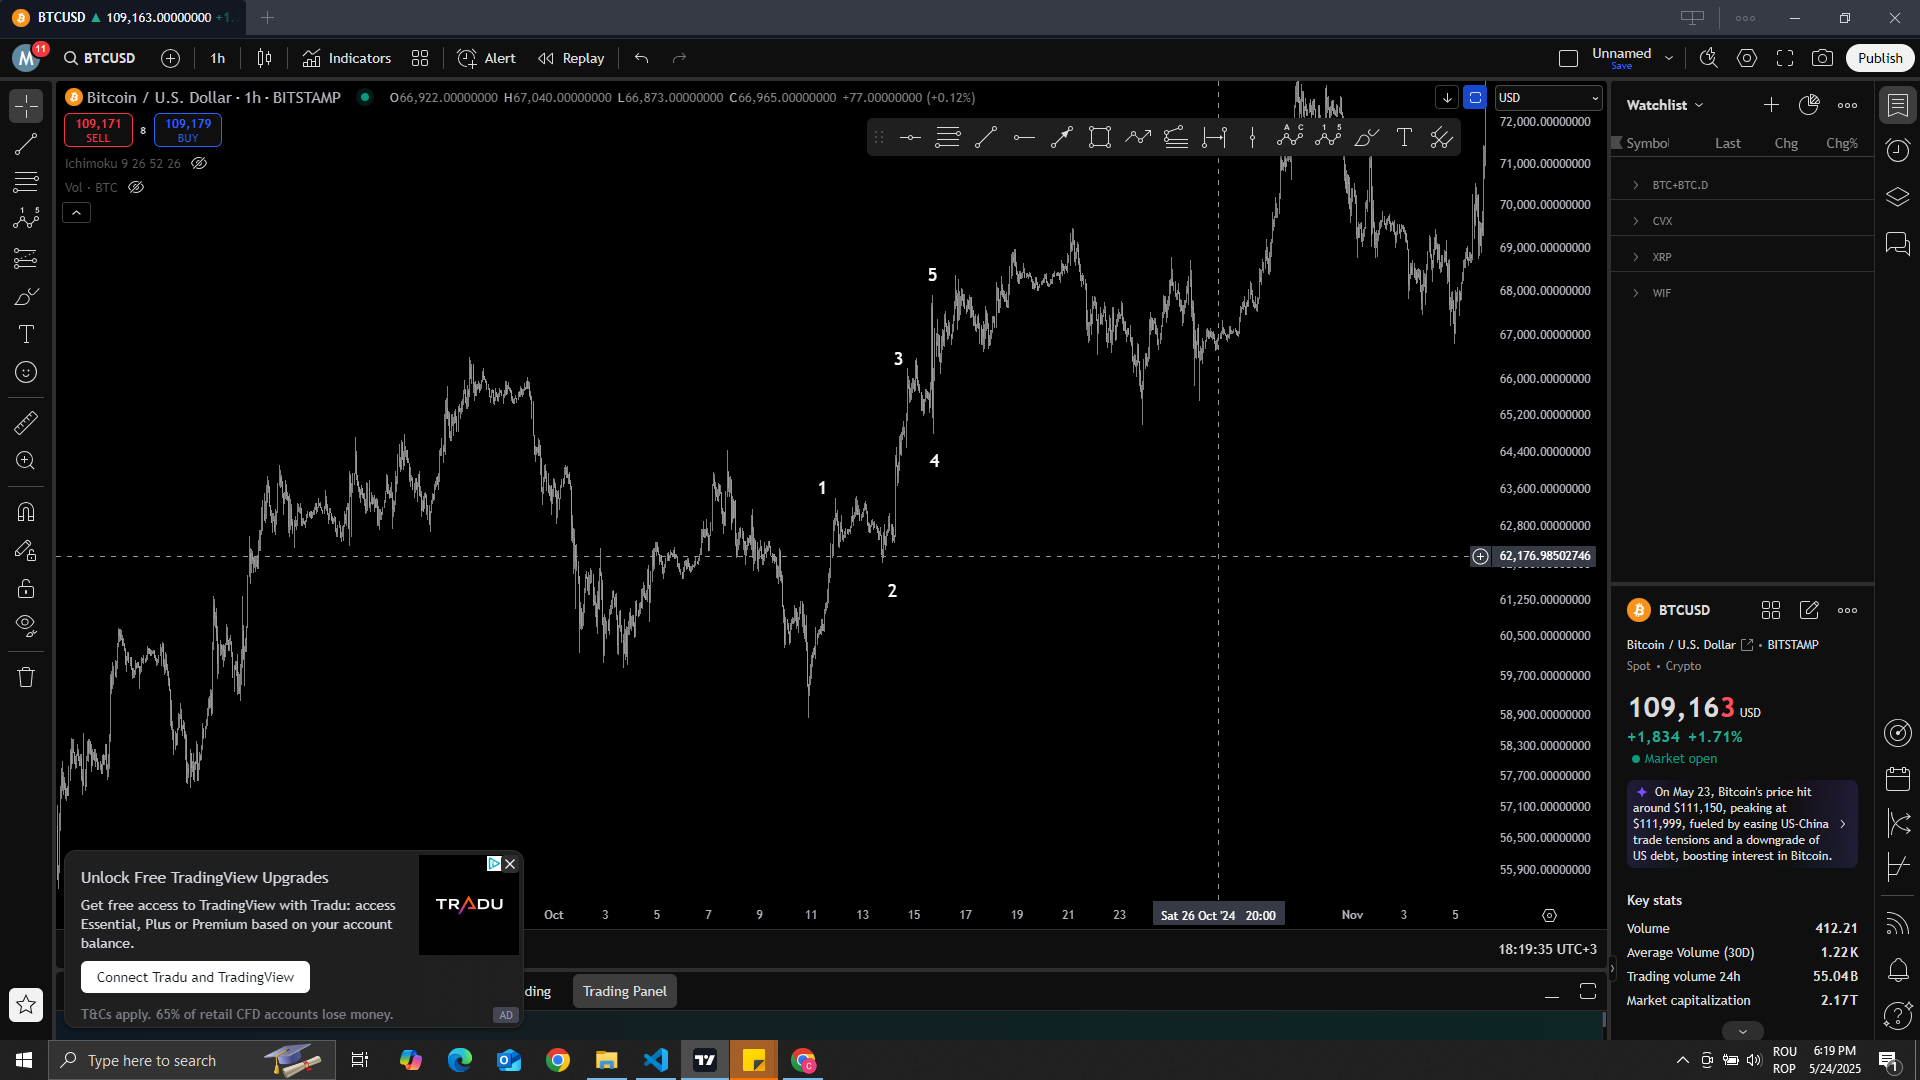 BTCUSD ▲ 109,163.00000000 +1.
M 11 BTCUSD 1h Indicators Alert Replay Unnamed Save Publish
Bitcoin / U.S. Dollar · 1h · BITSTAMP O66,922.00000000 H67,040.00000000 L66,873.00000000 C66,965.00000000 +77.00000000 (+0.12%)
USD
109,171 SELL 8 109,179 BUY
Ichimoku 9 26 52 26
Vol · BTC
72,000.00000000
71,000.00000000
70,000.00000000
69,000.00000000
68,000.00000000
67,000.00000000
66,000.00000000
65,200.00000000
64,400.00000000
63,600.00000000
62,800.00000000
62,176.98502746
61,250.00000000
60,500.00000000
59,700.00000000
58,900.00000000
58,300.00000000
57,700.00000000
57,100.00000000
56,500.00000000
55,900.00000000
1
2
3
4
5
Oct 3 5 7 9 11 13 15 17 19 21 23 Sat 26 Oct '24 20:00 Nov 3 5
18:19:35 UTC+3
ding Trading Panel
Unlock Free TradingView Upgrades
Get free access to TradingView with Tradu: access
Essential, Plus or Premium based on your account
balance.
Connect Tradu and TradingView
T&Cs apply. 65% of retail CFD accounts lose money.
TRADU
AD
Watchlist
Symbol Last Chg Chg%
BTC+BTC.D
CVX
XRP
WIF
BTCUSD
Bitcoin / U.S. Dollar • BITSTAMP
Spot • Crypto
109,163 USD
+1,834 +1.71%
Market open
On May 23, Bitcoin's price hit
around $111,150, peaking at
$111,999, fueled by easing US-China
trade tensions and a downgrade of
US debt, boosting interest in Bitcoin.
Key stats
Volume 412.21
Average Volume (30D) 1.22K
Trading volume 24h 55.04B
Market capitalization 2.17T
Type here to search
ROU
ROP
6:19 PM
5/24/2025
1